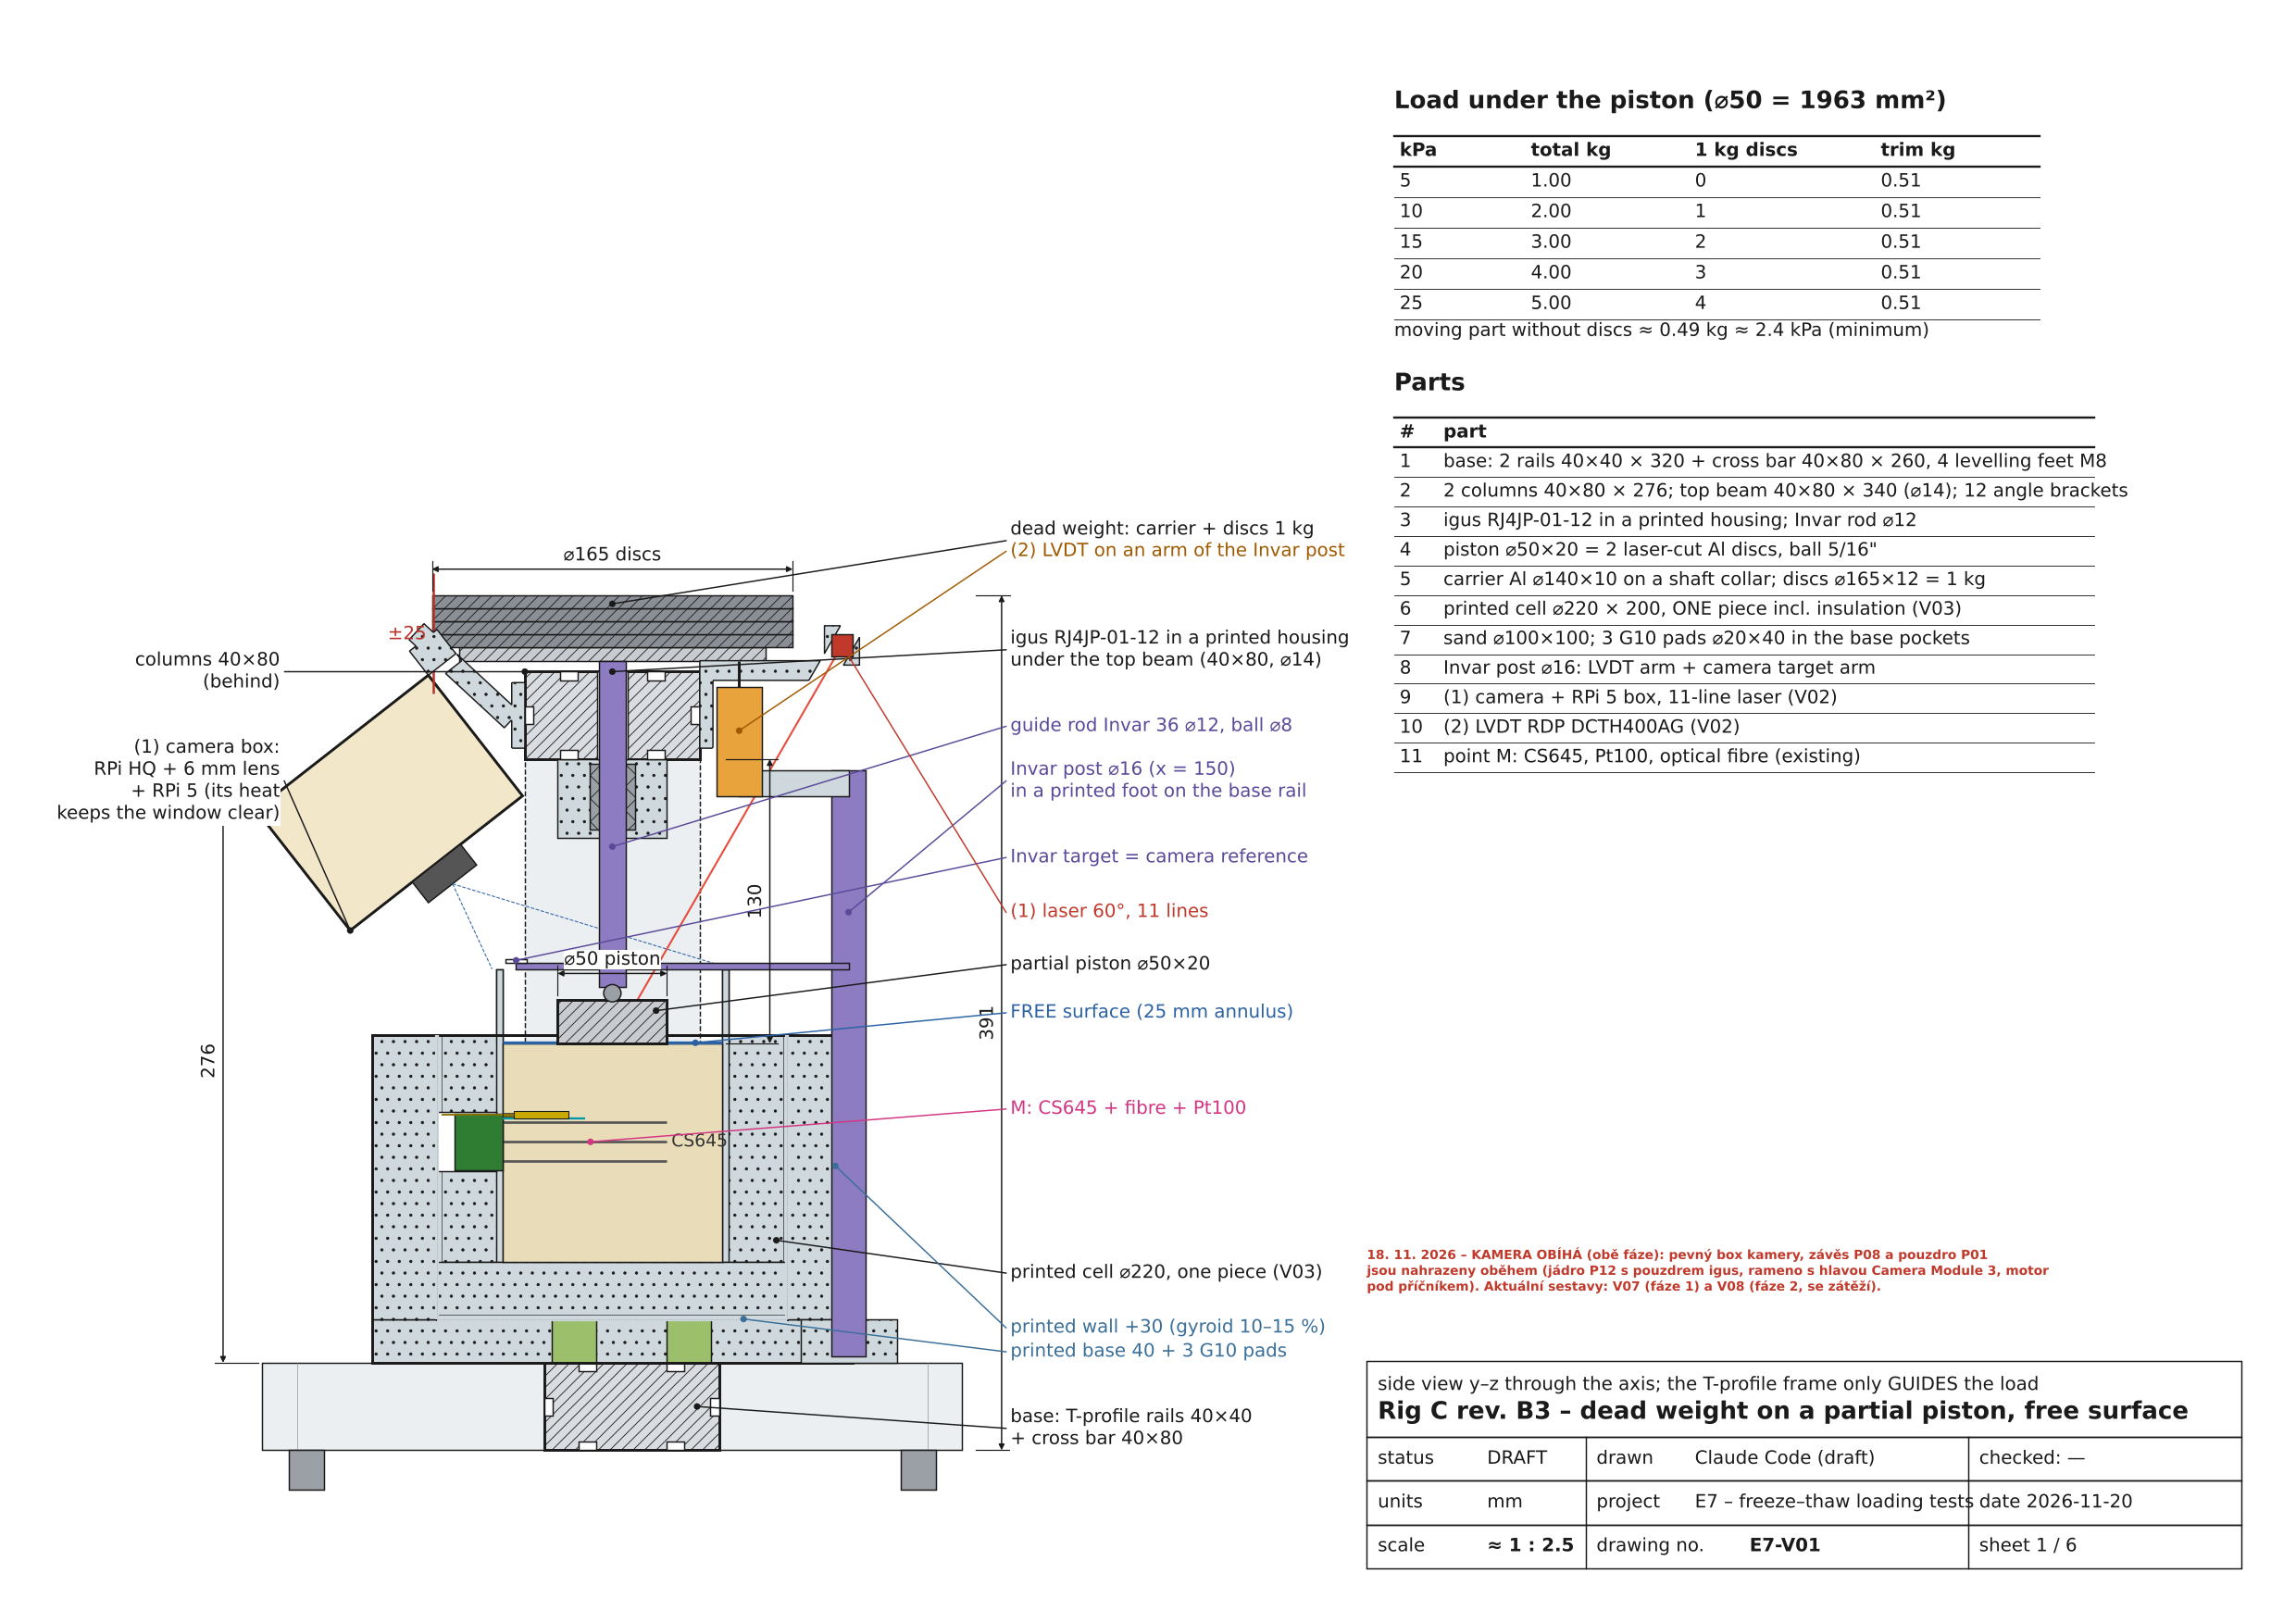 Load under the piston (⌀50 = 1963 mm²)
kPa total kg 1 kg discs trim kg
5 1.00 0 0.51
10 2.00 1 0.51
15 3.00 2 0.51
20 4.00 3 0.51
25 5.00 4 0.51
moving part without discs ≈ 0.49 kg ≈ 2.4 kPa (minimum)
Parts
# part
1 base: 2 rails 40×40 × 320 + cross bar 40×80 × 260, 4 levelling feet M8
2 2 columns 40×80 × 276; top beam 40×80 × 340 (⌀14); 12 angle brackets
3 igus RJ4JP-01-12 in a printed housing; Invar rod ⌀12
4 piston ⌀50×20 = 2 laser-cut Al discs, ball 5/16"
5 carrier Al ⌀140×10 on a shaft collar; discs ⌀165×12 = 1 kg
6 printed cell ⌀220 × 200, ONE piece incl. insulation (V03)
7 sand ⌀100×100; 3 G10 pads ⌀20×40 in the base pockets
8 Invar post ⌀16: LVDT arm + camera target arm
9 (1) camera + RPi 5 box, 11-line laser (V02)
10 (2) LVDT RDP DCTH400AG (V02)
11 point M: CS645, Pt100, optical fibre (existing)
dead weight: carrier + discs 1 kg
(2) LVDT on an arm of the Invar post
⌀165 discs
±25
igus RJ4JP-01-12 in a printed housing
under the top beam (40×80, ⌀14)
columns 40×80
(behind)
guide rod Invar 36 ⌀12, ball ⌀8
(1) camera box:
RPi HQ + 6 mm lens
+ RPi 5 (its heat
keeps the window clear)
Invar post ⌀16 (x = 150)
in a printed foot on the base rail
Invar target = camera reference
130
(1) laser 60°, 11 lines
⌀50 piston
partial piston ⌀50×20
FREE surface (25 mm annulus)
391
276
M: CS645 + fibre + Pt100
CS645
printed cell ⌀220, one piece (V03)
printed wall +30 (gyroid 10–15 %)
printed base 40 + 3 G10 pads
base: T-profile rails 40×40
+ cross bar 40×80
18. 11. 2026 – KAMERA OBÍHÁ (obě fáze): pevný box kamery, závěs P08 a pouzdro P01
jsou nahrazeny oběhem (jádro P12 s pouzdrem igus, rameno s hlavou Camera Module 3, motor
pod příčníkem). Aktuální sestavy: V07 (fáze 1) a V08 (fáze 2, se zátěží).
side view y–z through the axis; the T-profile frame only GUIDES the load
Rig C rev. B3 – dead weight on a partial piston, free surface
status DRAFT drawn Claude Code (draft) checked: —
units mm project E7 – freeze–thaw loading tests date 2026-11-20
scale ≈ 1 : 2.5 drawing no. E7-V01 sheet 1 / 6